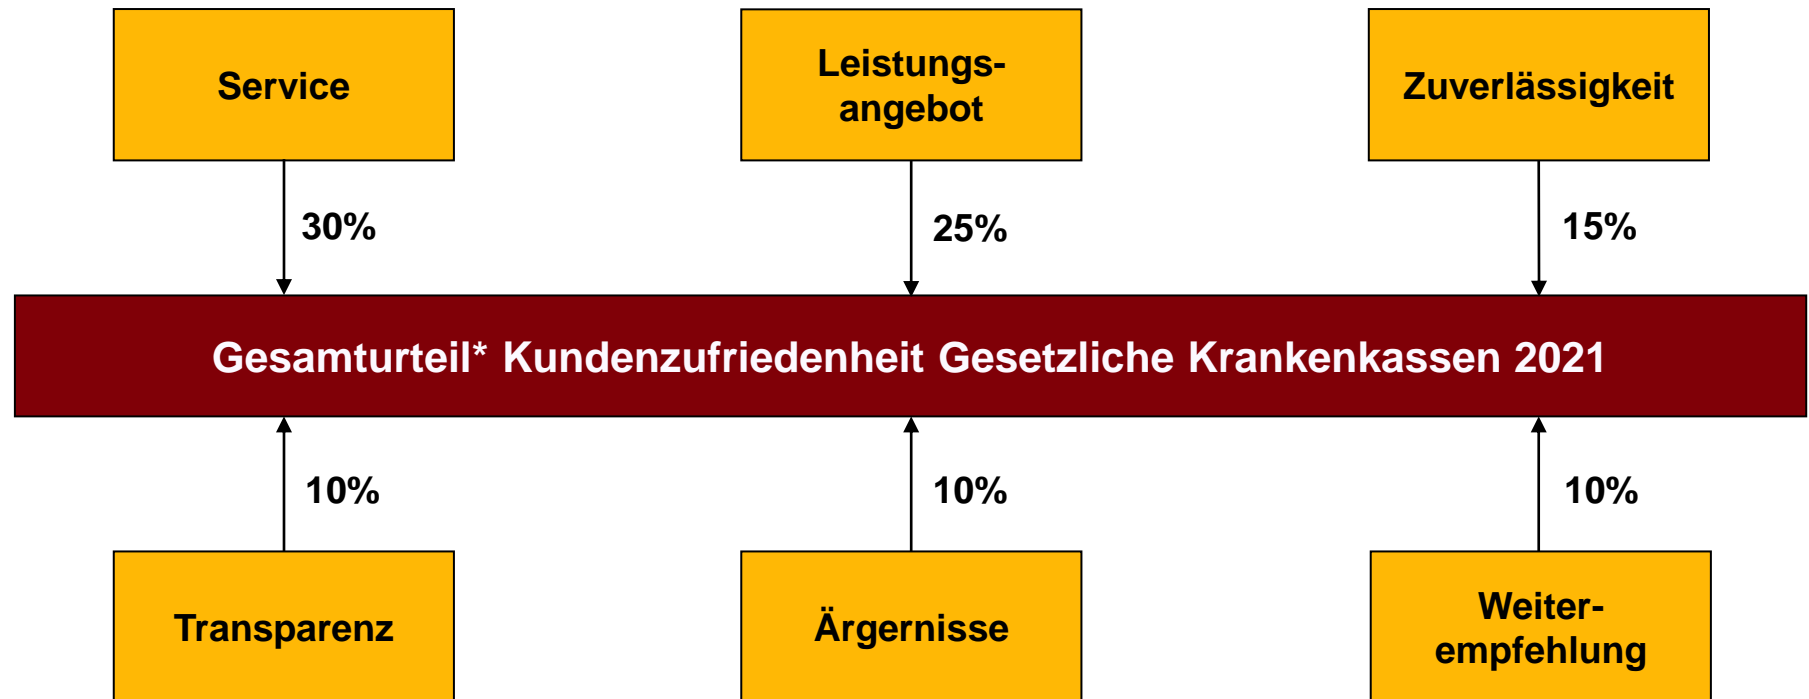 Service
Leistungs-
angebot
Zuverlässigkeit
30%
25%
15%
Gesamturteil* Kundenzufriedenheit Gesetzliche Krankenkassen 2021
10%
10%
10%
Transparenz
Ärgernisse
Weiter-
empfehlung